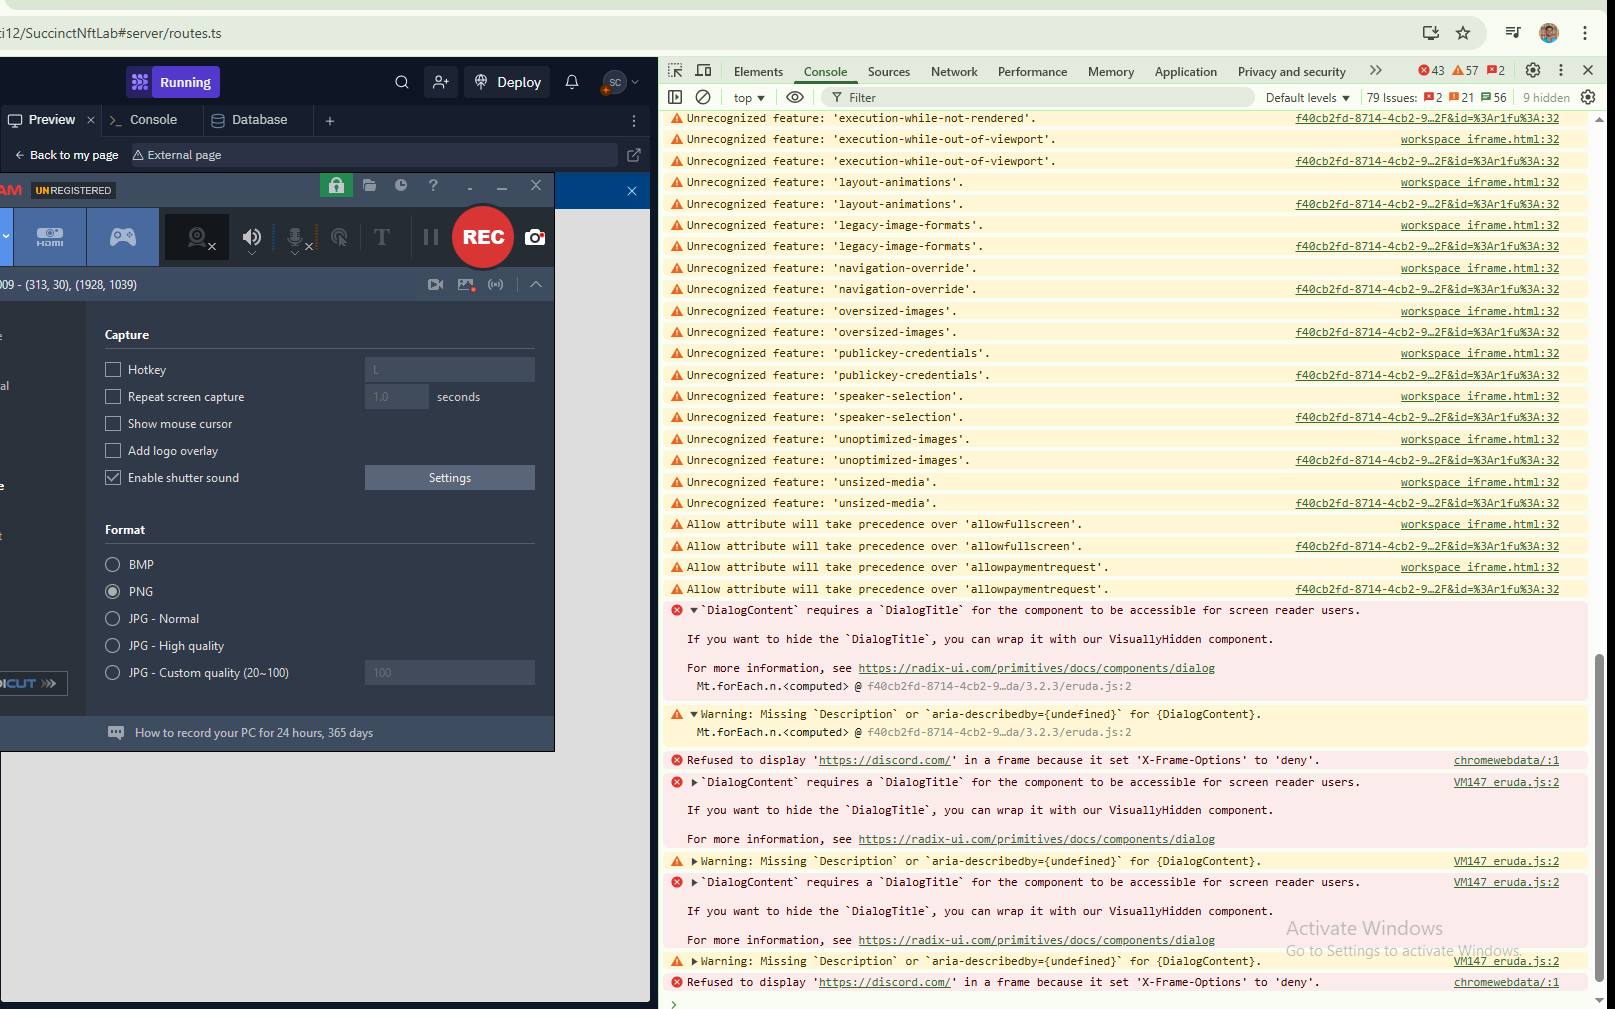 i12/SuccinctNftLab#server/routes.ts
Running
Deploy
SC
Preview
Console
Database
Back to my page
External page
AM
UNREGISTERED
HDMI
T
REC
009 - (313, 30), (1928, 1039)
Capture
Hotkey
L
Repeat screen capture
1.0
seconds
Show mouse cursor
Add logo overlay
Enable shutter sound
Settings
Format
BMP
PNG
JPG - Normal
JPG - High quality
JPG - Custom quality (20~100)
100
al
e
t
DICUT
How to record your PC for 24 hours, 365 days
Elements
Console
Sources
Network
Performance
Memory
Application
Privacy and security
43
57
2
top
Filter
Default levels
79 Issues:
2
21
56
9 hidden
Unrecognized feature: 'execution-while-not-rendered'. f40cb2fd-8714-4cb2-9…2F&id=%3Ar1fu%3A:32
Unrecognized feature: 'execution-while-out-of-viewport'. workspace_iframe.html:32
Unrecognized feature: 'execution-while-out-of-viewport'. f40cb2fd-8714-4cb2-9…2F&id=%3Ar1fu%3A:32
Unrecognized feature: 'layout-animations'. workspace_iframe.html:32
Unrecognized feature: 'layout-animations'. f40cb2fd-8714-4cb2-9…2F&id=%3Ar1fu%3A:32
Unrecognized feature: 'legacy-image-formats'. workspace_iframe.html:32
Unrecognized feature: 'legacy-image-formats'. f40cb2fd-8714-4cb2-9…2F&id=%3Ar1fu%3A:32
Unrecognized feature: 'navigation-override'. workspace_iframe.html:32
Unrecognized feature: 'navigation-override'. f40cb2fd-8714-4cb2-9…2F&id=%3Ar1fu%3A:32
Unrecognized feature: 'oversized-images'. workspace_iframe.html:32
Unrecognized feature: 'oversized-images'. f40cb2fd-8714-4cb2-9…2F&id=%3Ar1fu%3A:32
Unrecognized feature: 'publickey-credentials'. workspace_iframe.html:32
Unrecognized feature: 'publickey-credentials'. f40cb2fd-8714-4cb2-9…2F&id=%3Ar1fu%3A:32
Unrecognized feature: 'speaker-selection'. workspace_iframe.html:32
Unrecognized feature: 'speaker-selection'. f40cb2fd-8714-4cb2-9…2F&id=%3Ar1fu%3A:32
Unrecognized feature: 'unoptimized-images'. workspace_iframe.html:32
Unrecognized feature: 'unoptimized-images'. f40cb2fd-8714-4cb2-9…2F&id=%3Ar1fu%3A:32
Unrecognized feature: 'unsized-media'. workspace_iframe.html:32
Unrecognized feature: 'unsized-media'. f40cb2fd-8714-4cb2-9…2F&id=%3Ar1fu%3A:32
Allow attribute will take precedence over 'allowfullscreen'. workspace_iframe.html:32
Allow attribute will take precedence over 'allowfullscreen'. f40cb2fd-8714-4cb2-9…2F&id=%3Ar1fu%3A:32
Allow attribute will take precedence over 'allowpaymentrequest'. workspace_iframe.html:32
Allow attribute will take precedence over 'allowpaymentrequest'. f40cb2fd-8714-4cb2-9…2F&id=%3Ar1fu%3A:32
`DialogContent` requires a `DialogTitle` for the component to be accessible for screen reader users.
If you want to hide the `DialogTitle`, you can wrap it with our VisuallyHidden component.
For more information, see https://radix-ui.com/primitives/docs/components/dialog
Mt.forEach.n.<computed> @ f40cb2fd-8714-4cb2-9…da/3.2.3/eruda.js:2
Warning: Missing `Description` or `aria-describedby={undefined}` for {DialogContent}.
Mt.forEach.n.<computed> @ f40cb2fd-8714-4cb2-9…da/3.2.3/eruda.js:2
Refused to display 'https://discord.com/' in a frame because it set 'X-Frame-Options' to 'deny'. chromewebdata/:1
`DialogContent` requires a `DialogTitle` for the component to be accessible for screen reader users. VM147 eruda.js:2
If you want to hide the `DialogTitle`, you can wrap it with our VisuallyHidden component.
For more information, see https://radix-ui.com/primitives/docs/components/dialog
Warning: Missing `Description` or `aria-describedby={undefined}` for {DialogContent}. VM147 eruda.js:2
`DialogContent` requires a `DialogTitle` for the component to be accessible for screen reader users. VM147 eruda.js:2
If you want to hide the `DialogTitle`, you can wrap it with our VisuallyHidden component.
For more information, see https://radix-ui.com/primitives/docs/components/dialog
Warning: Missing `Description` or `aria-describedby={undefined}` for {DialogContent}. VM147 eruda.js:2
Refused to display 'https://discord.com/' in a frame because it set 'X-Frame-Options' to 'deny'. chromewebdata/:1
Activate Windows
Go to Settings to activate Windows.